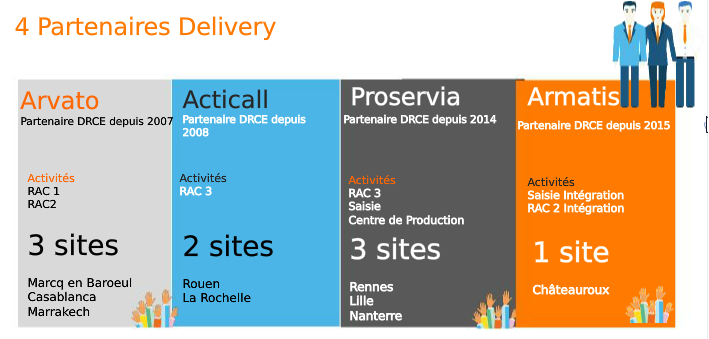 4 Partenaires Delivery
Arvato
Partenaire DRCE depuis 2007
Activités
RAC 1
RAC2
3 sites
Marcq en Baroeul
Casablanca
Marrakech
Acticall
Partenaire DRCE depuis
2008
Activités
RAC 3
2 sites
Rouen
La Rochelle
Proservia
Partenaire DRCE depuis 2014
Activités
RAC 3
Saisie
Centre de Production
3 sites
Rennes
Lille
Nanterre
Armatis
Partenaire DRCE depuis 2015
Activités
Saisie Intégration
RAC 2 Intégration
1 site
Châteauroux